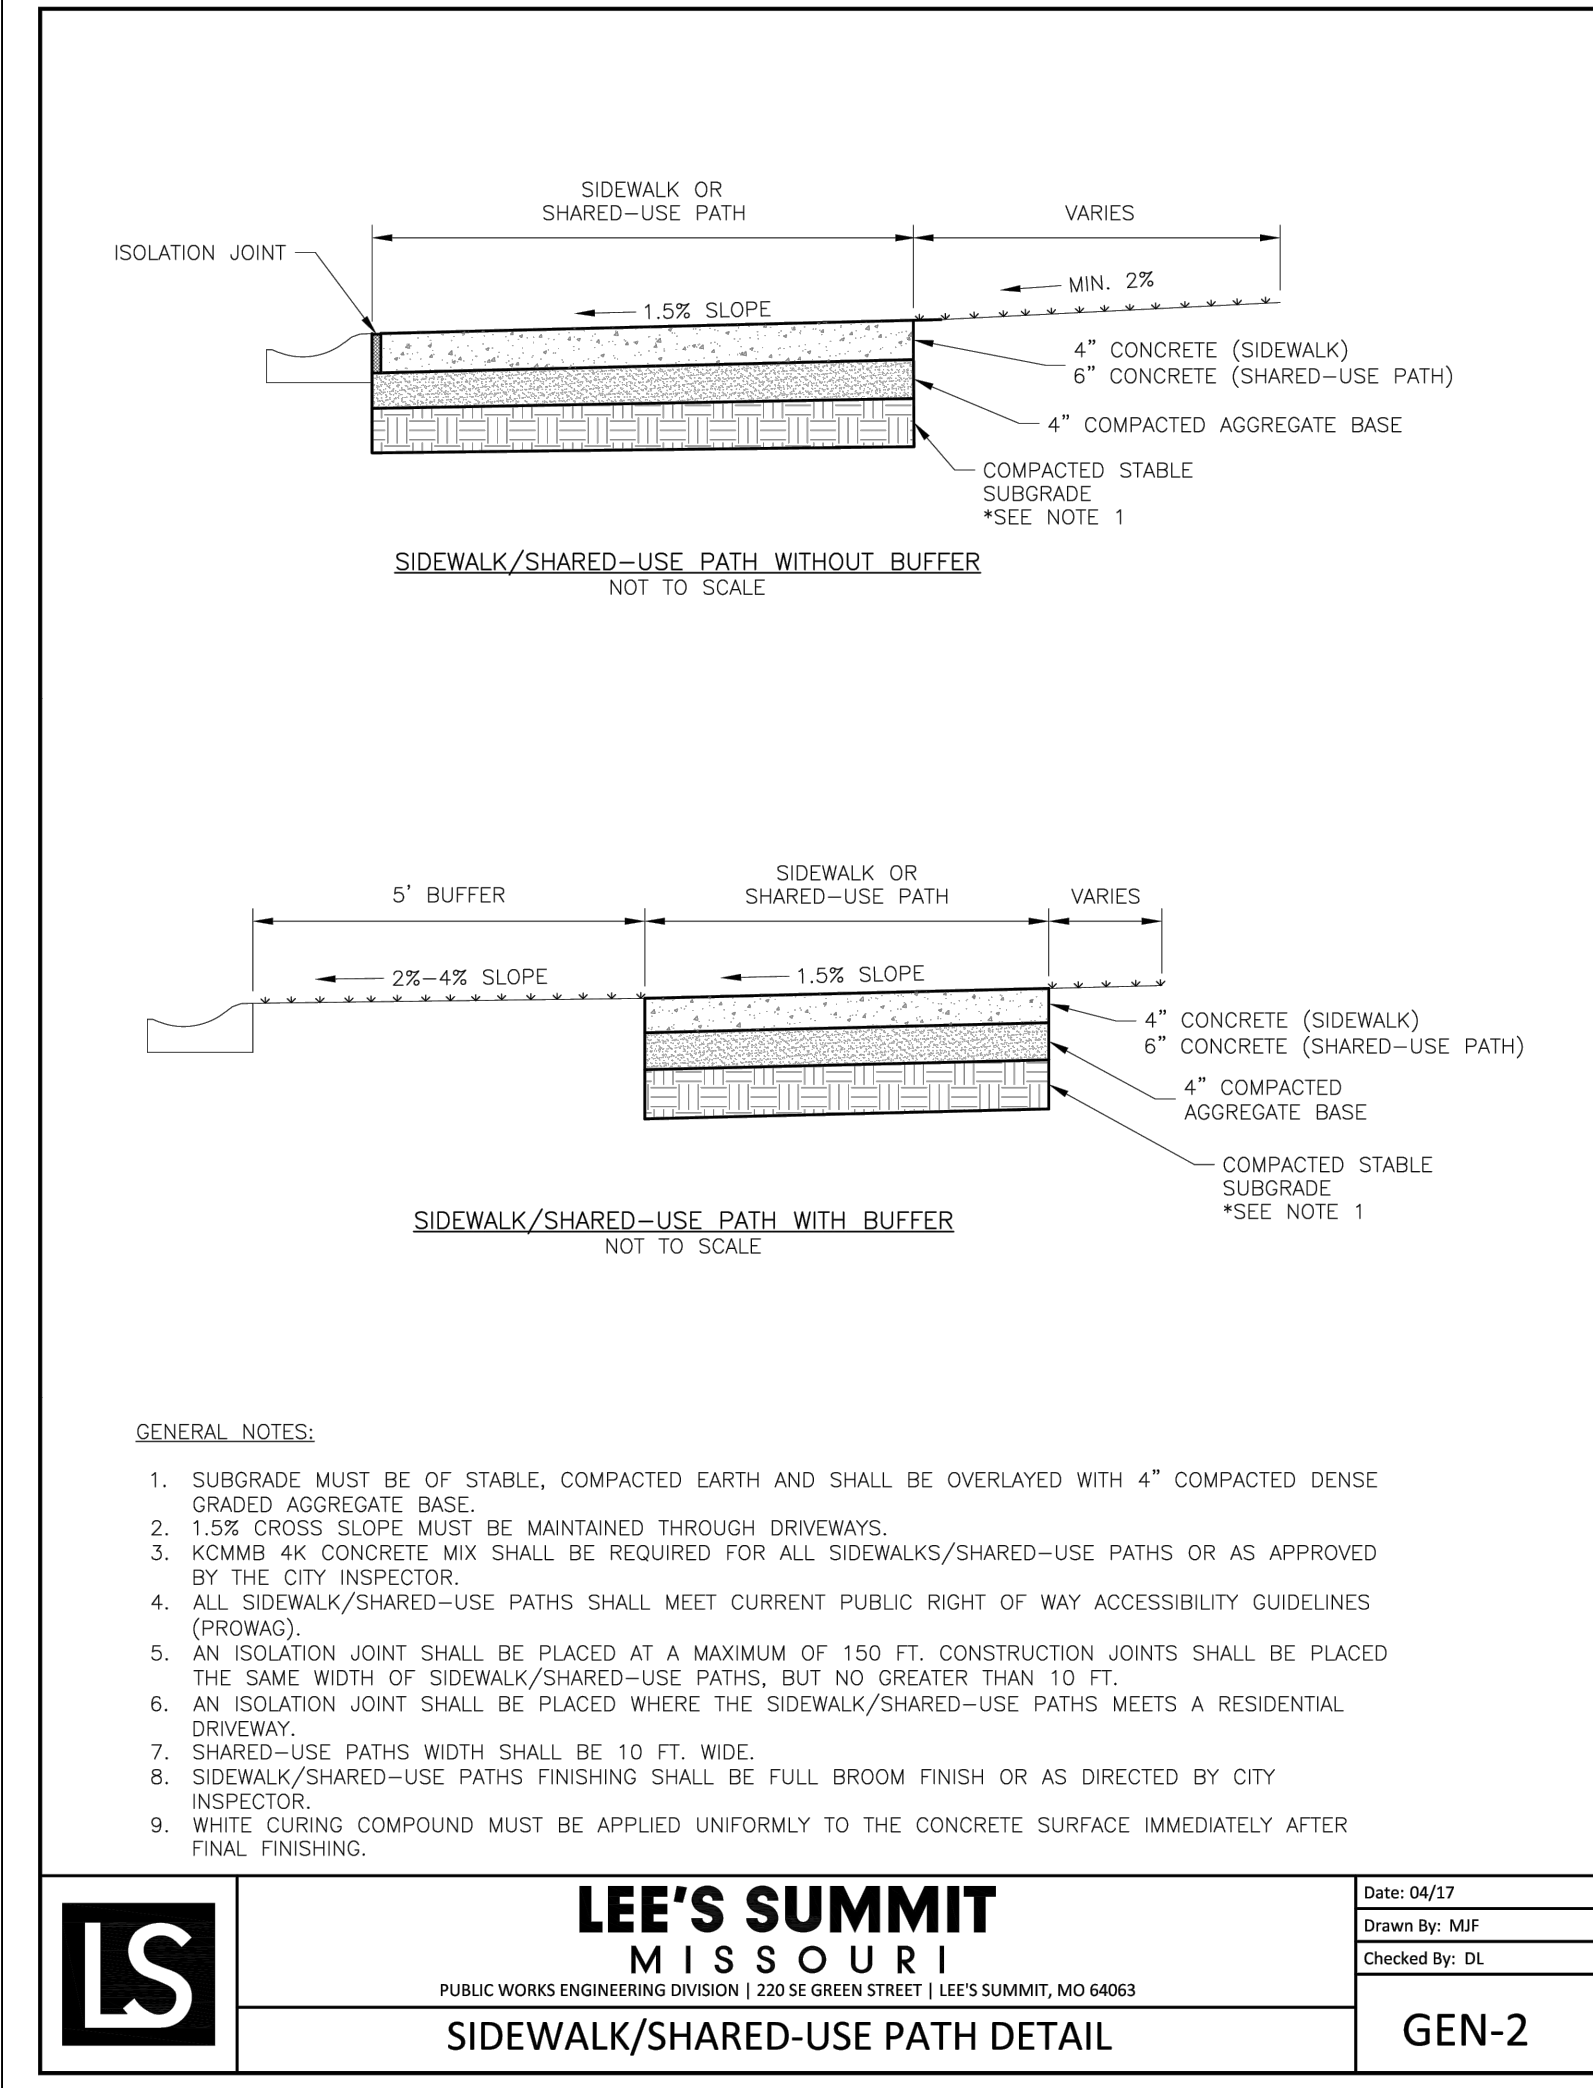 SIDEWALK OR
SHARED-USE PATH
VARIES
ISOLATION JOINT
MIN. 2%
1.5% SLOPE
4" CONCRETE (SIDEWALK)
6" CONCRETE (SHARED-USE PATH)
4" COMPACTED AGGREGATE BASE
COMPACTED STABLE
SUBGRADE
*SEE NOTE 1
SIDEWALK/SHARED-USE PATH WITHOUT BUFFER
NOT TO SCALE
5' BUFFER
SIDEWALK OR
SHARED-USE PATH
VARIES
2%-4% SLOPE
1.5% SLOPE
4" CONCRETE (SIDEWALK)
6" CONCRETE (SHARED-USE PATH)
4" COMPACTED
AGGREGATE BASE
COMPACTED STABLE
SUBGRADE
*SEE NOTE 1
SIDEWALK/SHARED-USE PATH WITH BUFFER
NOT TO SCALE
GENERAL NOTES:
1. SUBGRADE MUST BE OF STABLE, COMPACTED EARTH AND SHALL BE OVERLAYED WITH 4" COMPACTED DENSE
GRADED AGGREGATE BASE.
2. 1.5% CROSS SLOPE MUST BE MAINTAINED THROUGH DRIVEWAYS.
3. KCMMB 4K CONCRETE MIX SHALL BE REQUIRED FOR ALL SIDEWALKS/SHARED-USE PATHS OR AS APPROVED
BY THE CITY INSPECTOR.
4. ALL SIDEWALK/SHARED-USE PATHS SHALL MEET CURRENT PUBLIC RIGHT OF WAY ACCESSIBILITY GUIDELINES
(PROWAG).
5. AN ISOLATION JOINT SHALL BE PLACED AT A MAXIMUM OF 150 FT. CONSTRUCTION JOINTS SHALL BE PLACED
THE SAME WIDTH OF SIDEWALK/SHARED-USE PATHS, BUT NO GREATER THAN 10 FT.
6. AN ISOLATION JOINT SHALL BE PLACED WHERE THE SIDEWALK/SHARED-USE PATHS MEETS A RESIDENTIAL
DRIVEWAY.
7. SHARED-USE PATHS WIDTH SHALL BE 10 FT. WIDE.
8. SIDEWALK/SHARED-USE PATHS FINISHING SHALL BE FULL BROOM FINISH OR AS DIRECTED BY CITY
INSPECTOR.
9. WHITE CURING COMPOUND MUST BE APPLIED UNIFORMLY TO THE CONCRETE SURFACE IMMEDIATELY AFTER
FINAL FINISHING.
LS
LEE'S SUMMIT
MISSOURI
PUBLIC WORKS ENGINEERING DIVISION | 220 SE GREEN STREET | LEE'S SUMMIT, MO 64063
SIDEWALK/SHARED-USE PATH DETAIL
Date: 04/17
Drawn By: MJF
Checked By: DL
GEN-2